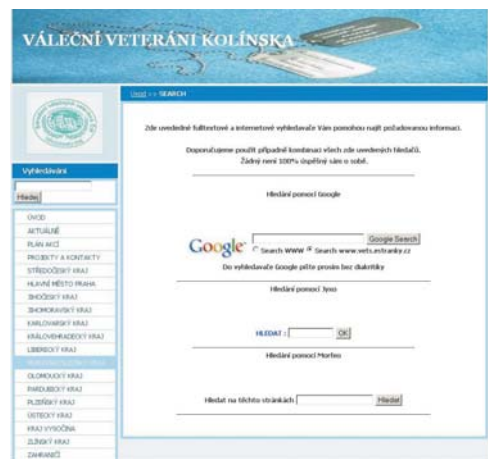 VÁLEČNÍ VETERÁNI KOLÍNSKA
Úvod >> SEARCH
Zde uvedené fulltextové a internetové vyhledavače Vám pomohou najít požadovanou informaci.
Doporučujeme použít případně kombinaci všech zde uvedených hledačů.
Žádný není 100% úspěšný sám o sobě.
Vyhledávání
Hledej
ÚVOD
AKTUÁLNĚ
PLÁN AKCÍ
PROJEKTY A KONTAKTY
STŘEDOČESKÝ KRAJ
HLAVNÍ MĚSTO PRAHA
JIHOČESKÝ KRAJ
JIHOMORAVSKÝ KRAJ
KARLOVARSKÝ KRAJ
KRÁLOVEHRADECKÝ KRAJ
LIBERECKÝ KRAJ
OLOMOUCKÝ KRAJ
PARDUBICKÝ KRAJ
PLZEŇSKÝ KRAJ
ÚSTECKÝ KRAJ
KRAJ VYSOČINA
ZLÍNSKÝ KRAJ
ZAHRANIČÍ
Hledání pomocí Google
Google Google Search
Search WWW Search www.vets.estranky.cz
Do vyhledavače Google pište prosím bez diakritiky
Hledání pomocí Jyxo
HLEDAT : OK
Hledání pomocí Morfeo
Hledat na těchto stránkách Hledat